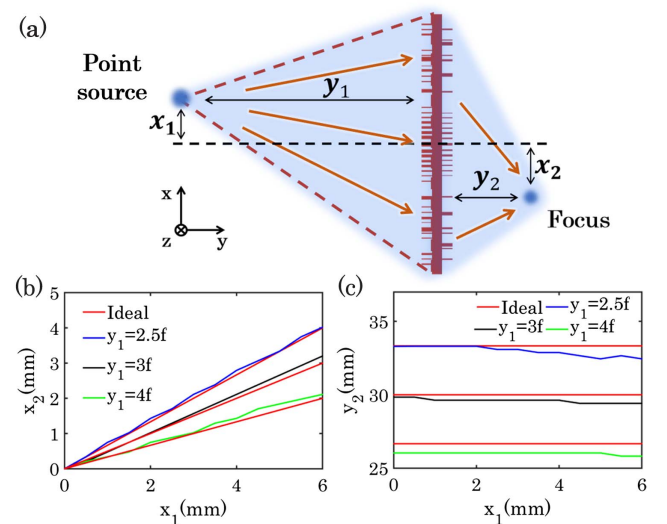 (a)
Point
source
y₁
x₁
x₂
y₂
Focus
x
z
y
(b)
5
4
3
2
1
0
Ideal
y₁=2.5f
y₁=3f
y₁=4f
x₂(mm)
0 2 4 6
x₁(mm)
(c)
35
30
25
Ideal y₁=2.5f
y₁=3f y₁=4f
y₂(mm)
0 2 4 6
x₁(mm)